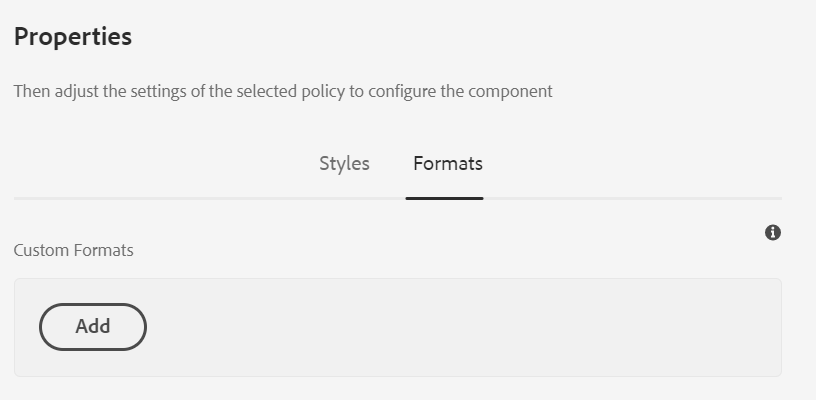 Properties
Then adjust the settings of the selected policy to configure the component
Styles Formats
Custom Formats
Add